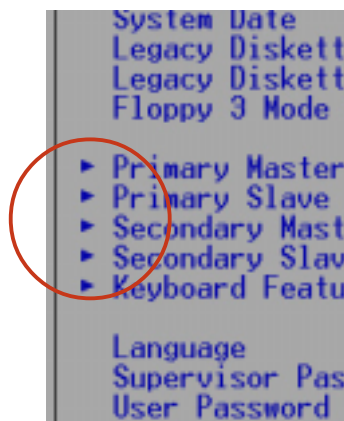 System Date
Legacy Diskett
Legacy Diskett
Floppy 3 Mode
Primary Master
Primary Slave
Secondary Mast
Secondary Slav
Keyboard Featu
Language
Supervisor Pas
User Password